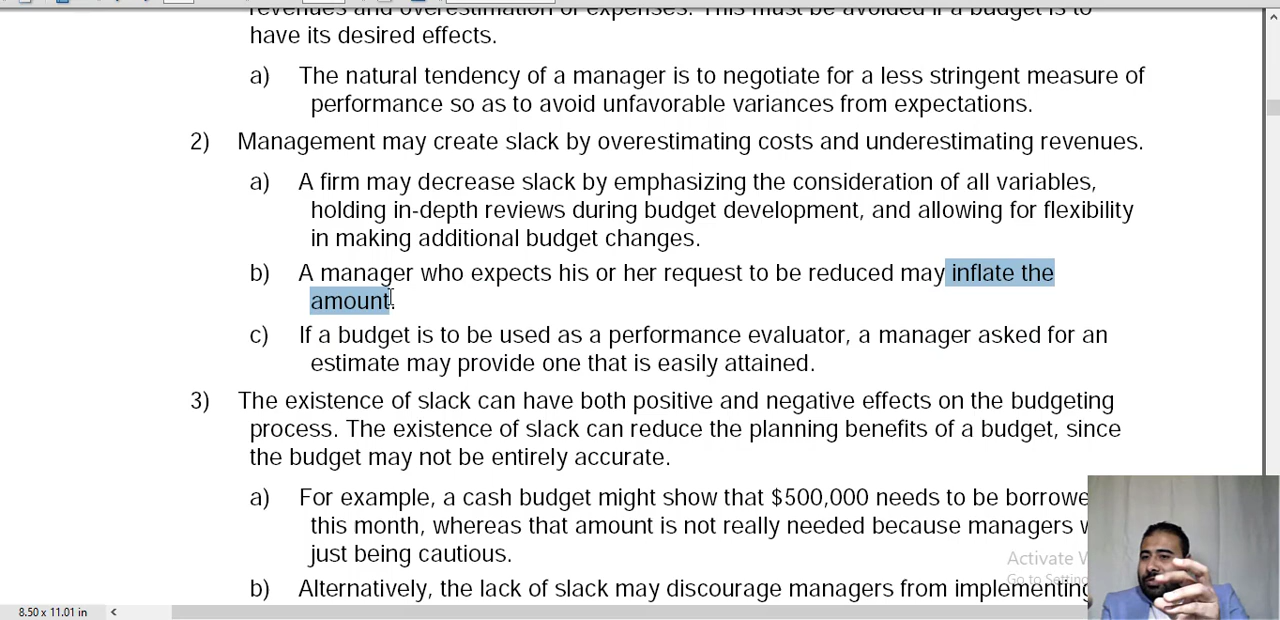 revenues and overestimation of expenses. This must be avoided if a budget is to
have its desired effects.
a) The natural tendency of a manager is to negotiate for a less stringent measure of
performance so as to avoid unfavorable variances from expectations.
2) Management may create slack by overestimating costs and underestimating revenues.
a) A firm may decrease slack by emphasizing the consideration of all variables,
holding in-depth reviews during budget development, and allowing for flexibility
in making additional budget changes.
b) A manager who expects his or her request to be reduced may inflate the
amount.
c) If a budget is to be used as a performance evaluator, a manager asked for an
estimate may provide one that is easily attained.
3) The existence of slack can have both positive and negative effects on the budgeting
process. The existence of slack can reduce the planning benefits of a budget, since
the budget may not be entirely accurate.
a) For example, a cash budget might show that $500,000 needs to be borrowe
this month, whereas that amount is not really needed because managers
just being cautious.
Activate
Go to
b) Alternatively, the lack of slack may discourage managers from implementing
8.50 x 11.01 in